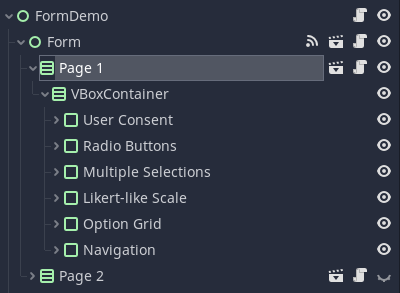 FormDemo
Form
Page 1
VBoxContainer
User Consent
Radio Buttons
Multiple Selections
Likert-like Scale
Option Grid
Navigation
Page 2